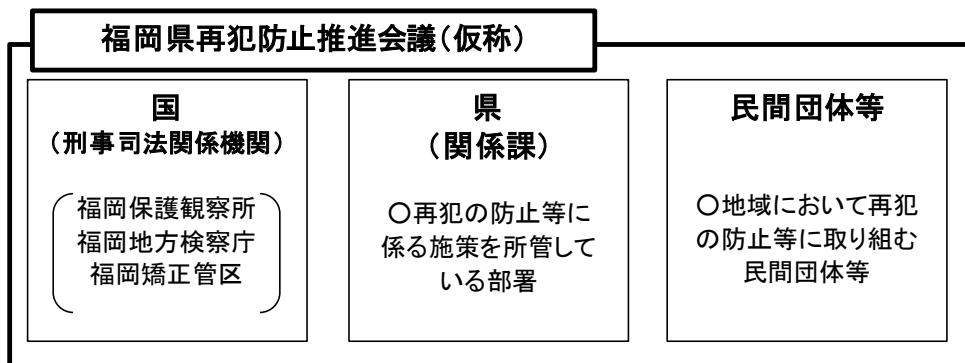 福岡県再犯防止推進会議(仮称)
国
(刑事司法関係機関)
福岡保護観察所
福岡地方検察庁
福岡矯正管区
県
(関係課)
〇再犯の防止等に
係る施策を所管して
いる部署
民間団体等
〇地域において再犯
の防止等に取り組む
民間団体等